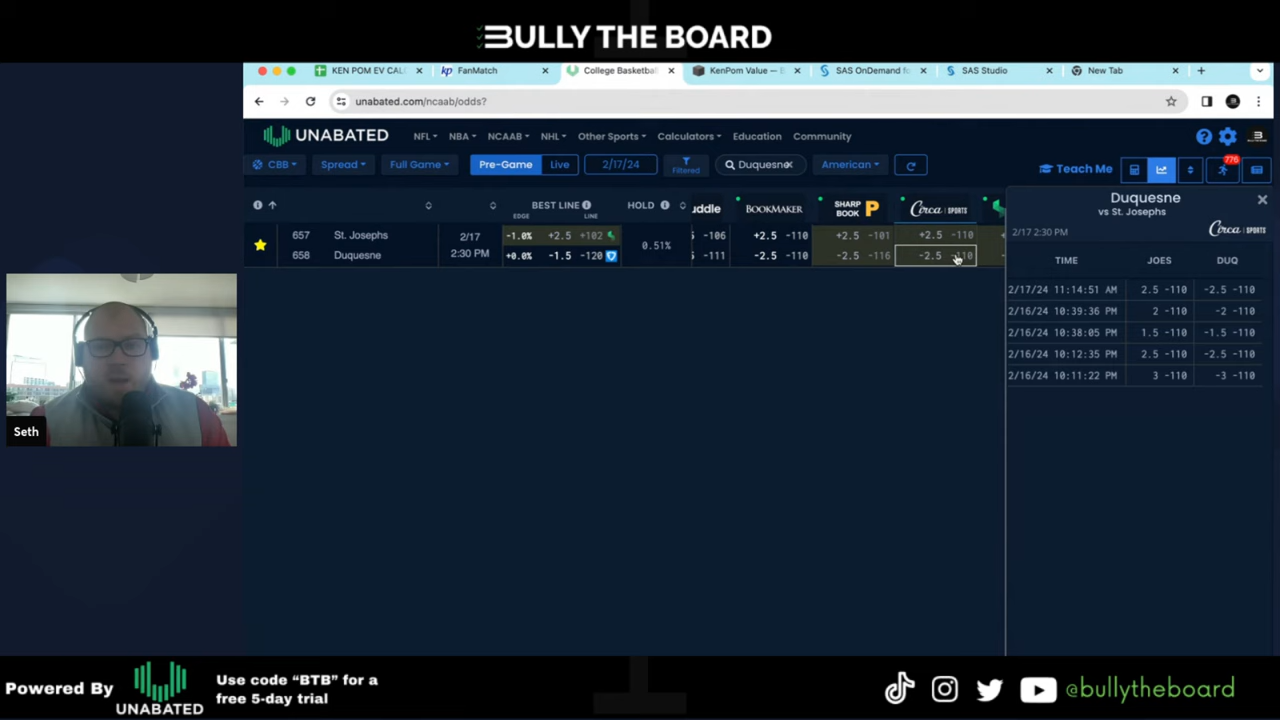 BULLY THE BOARD
KEN POM EV CAL
FanMatch
College Basketbal
KenPom Value — E
SAS OnDemand fo
SAS Studio
New Tab
unabated.com/ncaab/odds?
UNABATED
NFL
NBA
NCAAB
NHL
Other Sports
Calculators
Education
Community
CBB
Spread
Full Game
Pre-Game
Live
2/17/24
Filtered
Duquesne
American
Teach Me
776
BEST LINE
EDGE LINE
HOLD
uddle
BOOKMAKER
SHARP BOOK
Circa SPORTS
657 St. Josephs 2/17 -1.0% +2.5 +102 0.51% -106 +2.5 -110 +2.5 -101 +2.5 -110
658 Duquesne 2:30 PM +0.0% -1.5 -120 -111 -2.5 -110 -2.5 -116 -2.5 -110
Duquesne
vs St. Josephs
2/17 2:30 PM
Circa SPORTS
TIME JOES DUQ
2/17/24 11:14:51 AM 2.5 -110 -2.5 -110
2/16/24 10:39:36 PM 2 -110 -2 -110
2/16/24 10:38:05 PM 1.5 -110 -1.5 -110
2/16/24 10:12:35 PM 2.5 -110 -2.5 -110
2/16/24 10:11:22 PM 3 -110 -3 -110
Seth
Powered By
UNABATED
Use code “BTB” for a
free 5-day trial
@bullytheboard